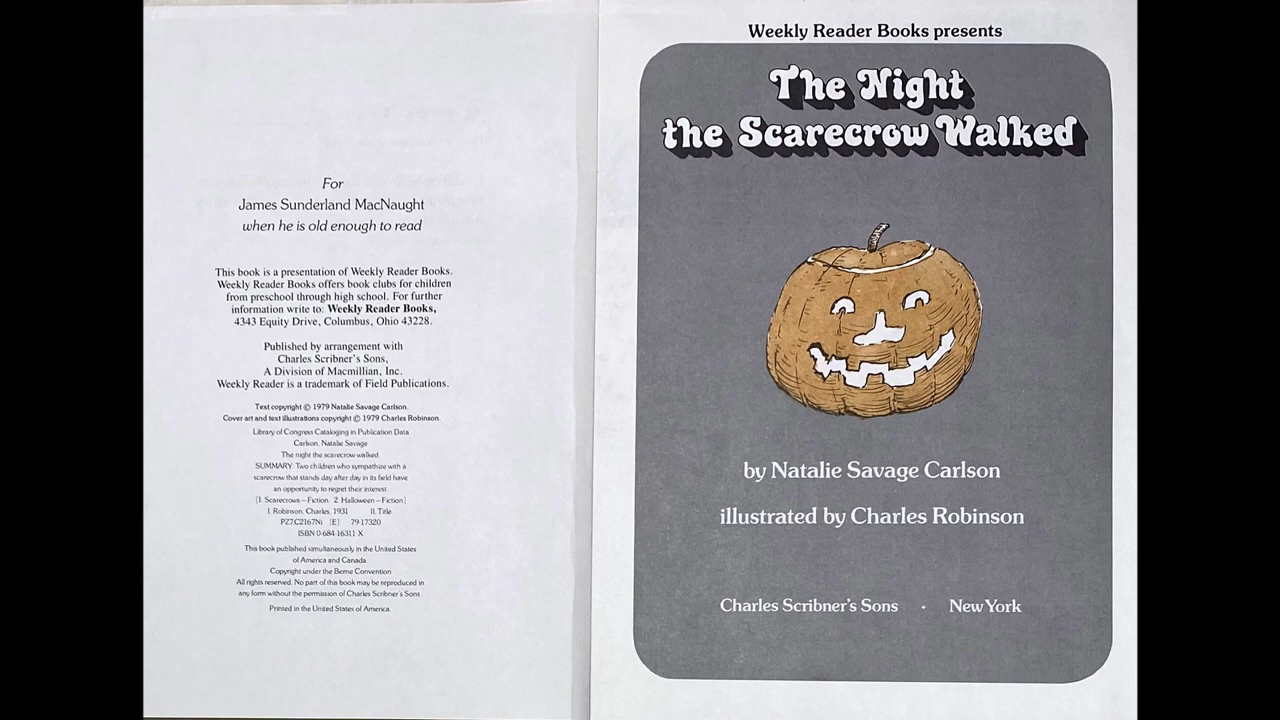 For
James Sunderland MacNaught
when he is old enough to read
This book is a presentation of Weekly Reader Books.
Weekly Reader Books offers book clubs for children
from preschool through high school. For further
information write to: Weekly Reader Books,
4343 Equity Drive, Columbus, Ohio 43228.
Published by arrangement with
Charles Scribner's Sons,
A Division of Macmillian, Inc.
Weekly Reader is a trademark of Field Publications.
Text copyright © 1979 Natalie Savage Carlson.
Cover art and text illustrations copyright © 1979 Charles Robinson.
Library of Congress Cataloging in Publication Data
Carlson, Natalie Savage
The night the scarecrow walked
SUMMARY: Two children who sympathize with a
scarecrow that stands day after day in its field have
an opportunity to regret their interest.
[1. Scarecrows—Fiction. 2. Halloween—Fiction]
I. Robinson, Charles, 1931 II. Title
PZ7.C2167Ni [E] 79-17320
ISBN 0-684-16311 X
This book published simultaneously in the United States
of America and Canada
Copyright under the Berne Convention
All rights reserved. No part of this book may be reproduced in
any form without the permission of Charles Scribner's Sons.
Printed in the United States of America.
Weekly Reader Books presents
The Night
the Scarecrow Walked
by Natalie Savage Carlson
illustrated by Charles Robinson
Charles Scribner's Sons · New York